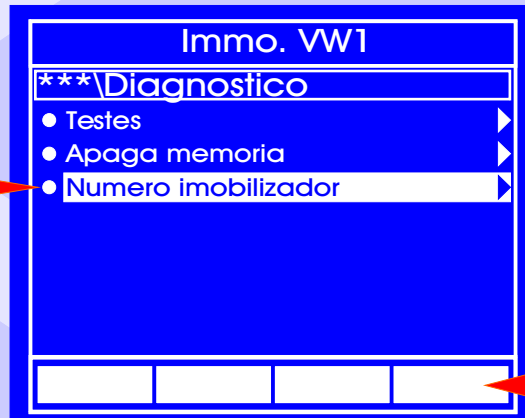 Immo. VW1
***\Diagnostico
Testes
Apaga memoria
Numero imobilizador